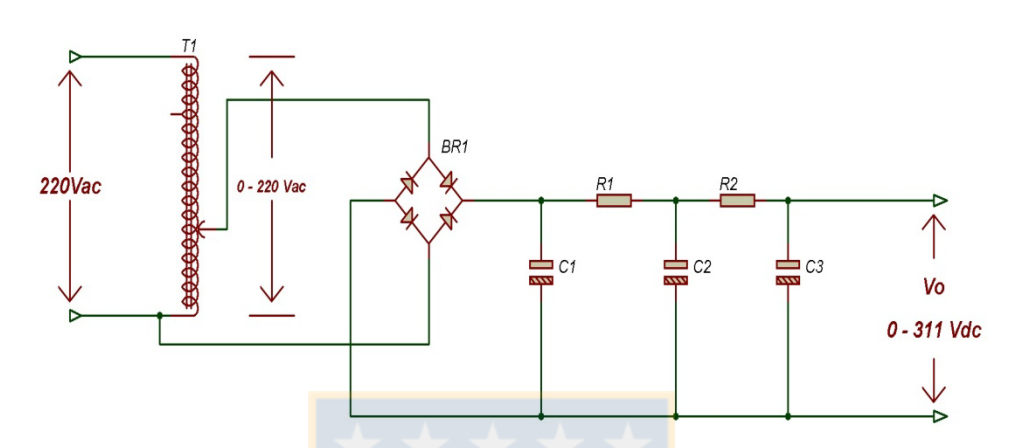 T1
BR1
220Vac
0 - 220 Vac
R1
R2
C1
C2
C3
Vo
0 - 311 Vdc